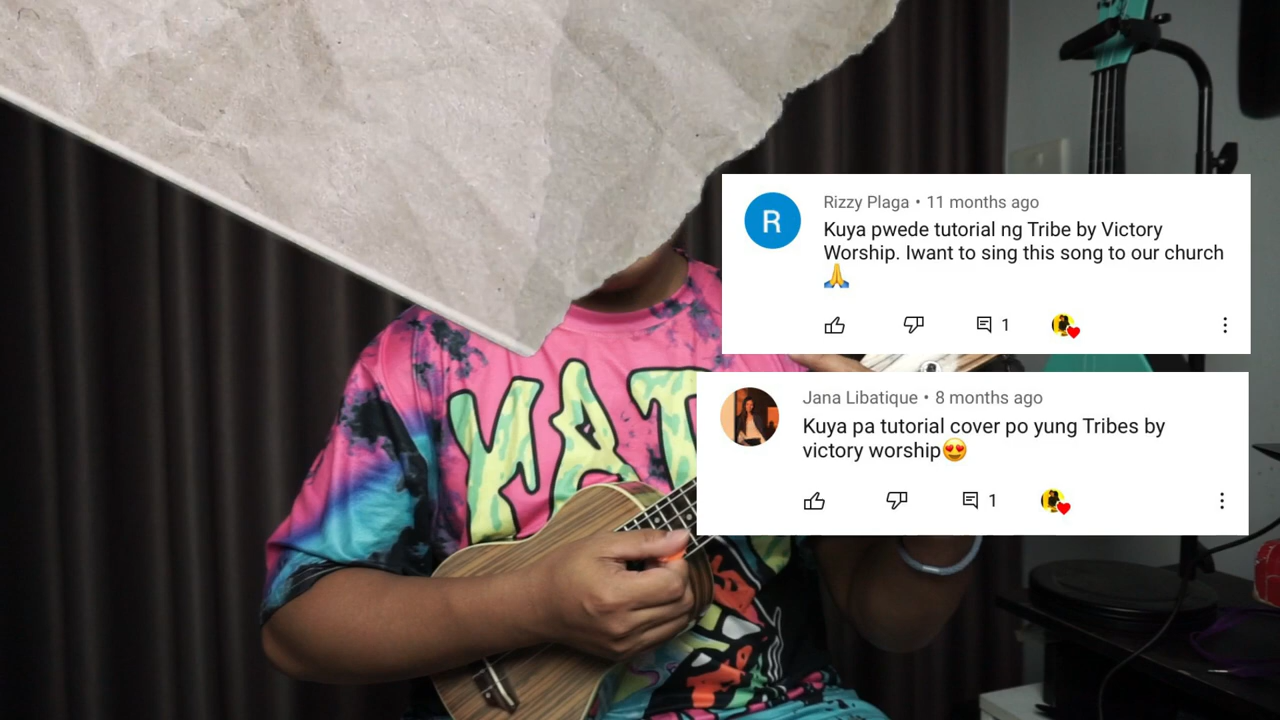 Rizzy Plaga • 11 months ago
Kuya pwede tutorial ng Tribe by Victory
Worship. Iwant to sing this song to our church
🙏
1
Jana Libatique • 8 months ago
Kuya pa tutorial cover po yung Tribes by
victory worship😍
1
R